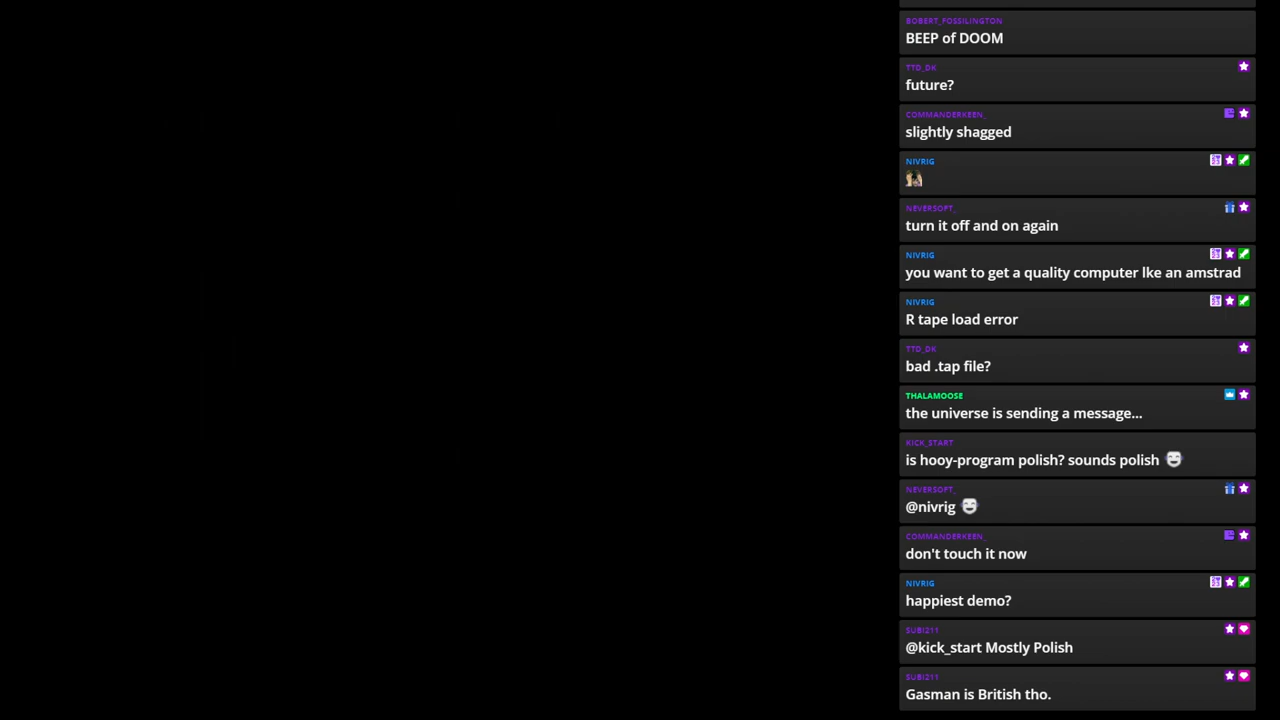 BOBERT_FOSSILINGTON
BEEP of DOOM
TTD_DK
future?
COMMANDERKEEN_
slightly shagged
NIVRIG
NEVERSOFT_
turn it off and on again
NIVRIG
you want to get a quality computer lke an amstrad
NIVRIG
R tape load error
TTD_DK
bad .tap file?
THALAMOOSE
the universe is sending a message...
KICK_START
is hooy-program polish? sounds polish
NEVERSOFT_
@nivrig
COMMANDERKEEN_
don't touch it now
NIVRIG
happiest demo?
SUBI211
@kick_start Mostly Polish
SUBI211
Gasman is British tho.